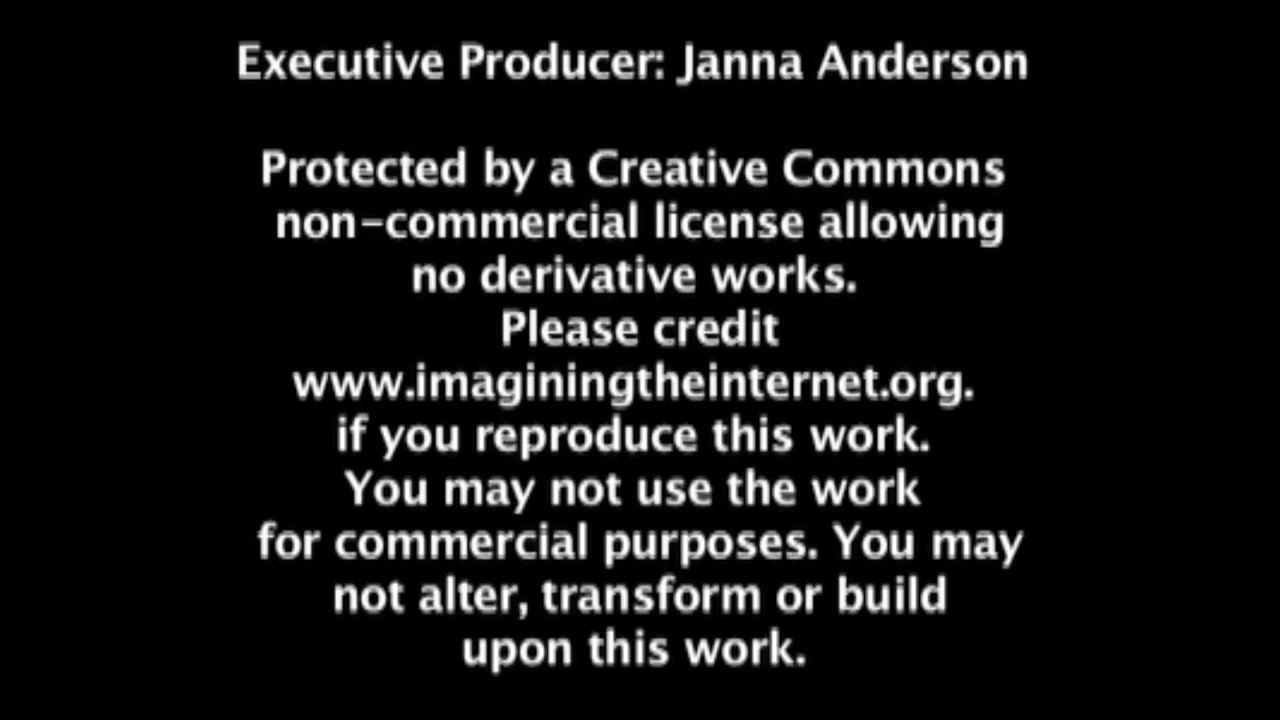 Executive Producer: Janna Anderson
Protected by a Creative Commons
non-commercial license allowing
no derivative works.
Please credit
www.imaginingtheinternet.org.
if you reproduce this work.
You may not use the work
for commercial purposes. You may
not alter, transform or build
upon this work.